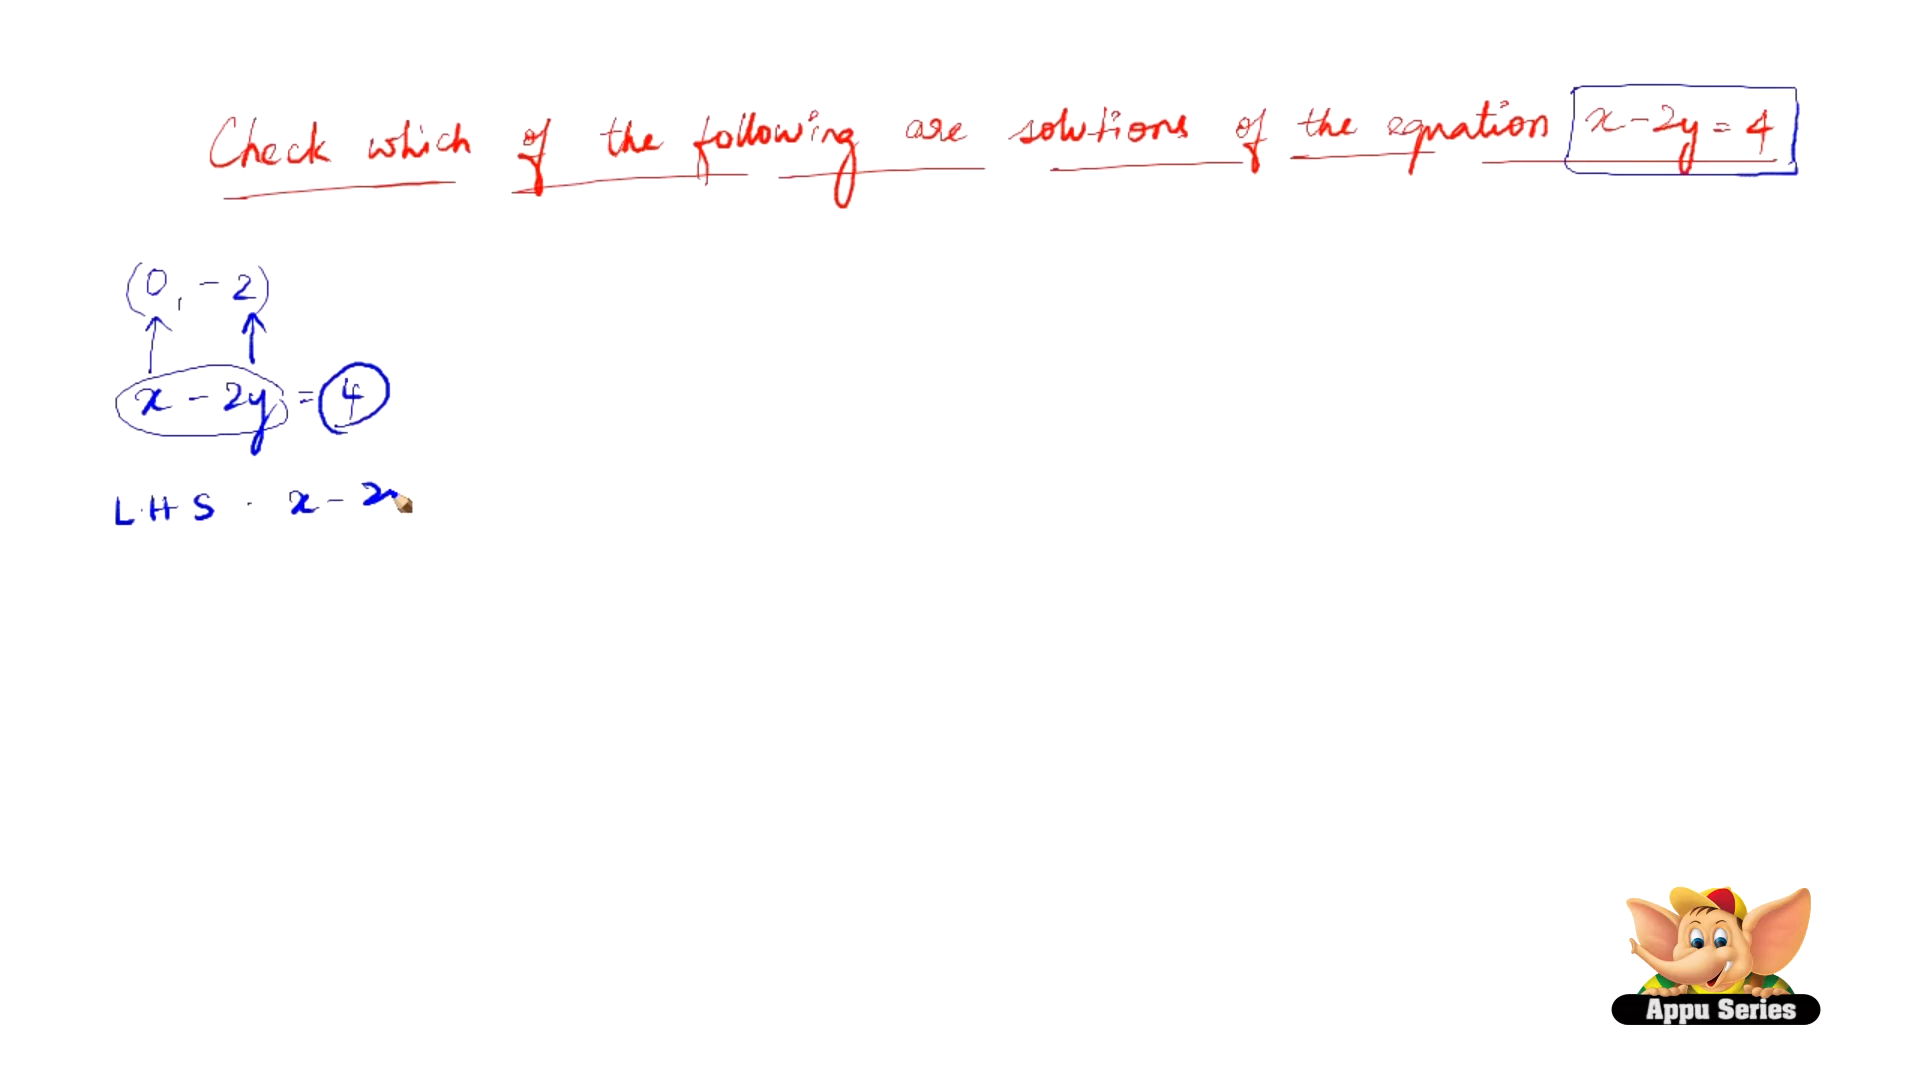 Check which of the following are solutions of the equation x - 2y = 4
(0, - 2)
x - 2y = 4
L.H S . x - 2
Appu Series